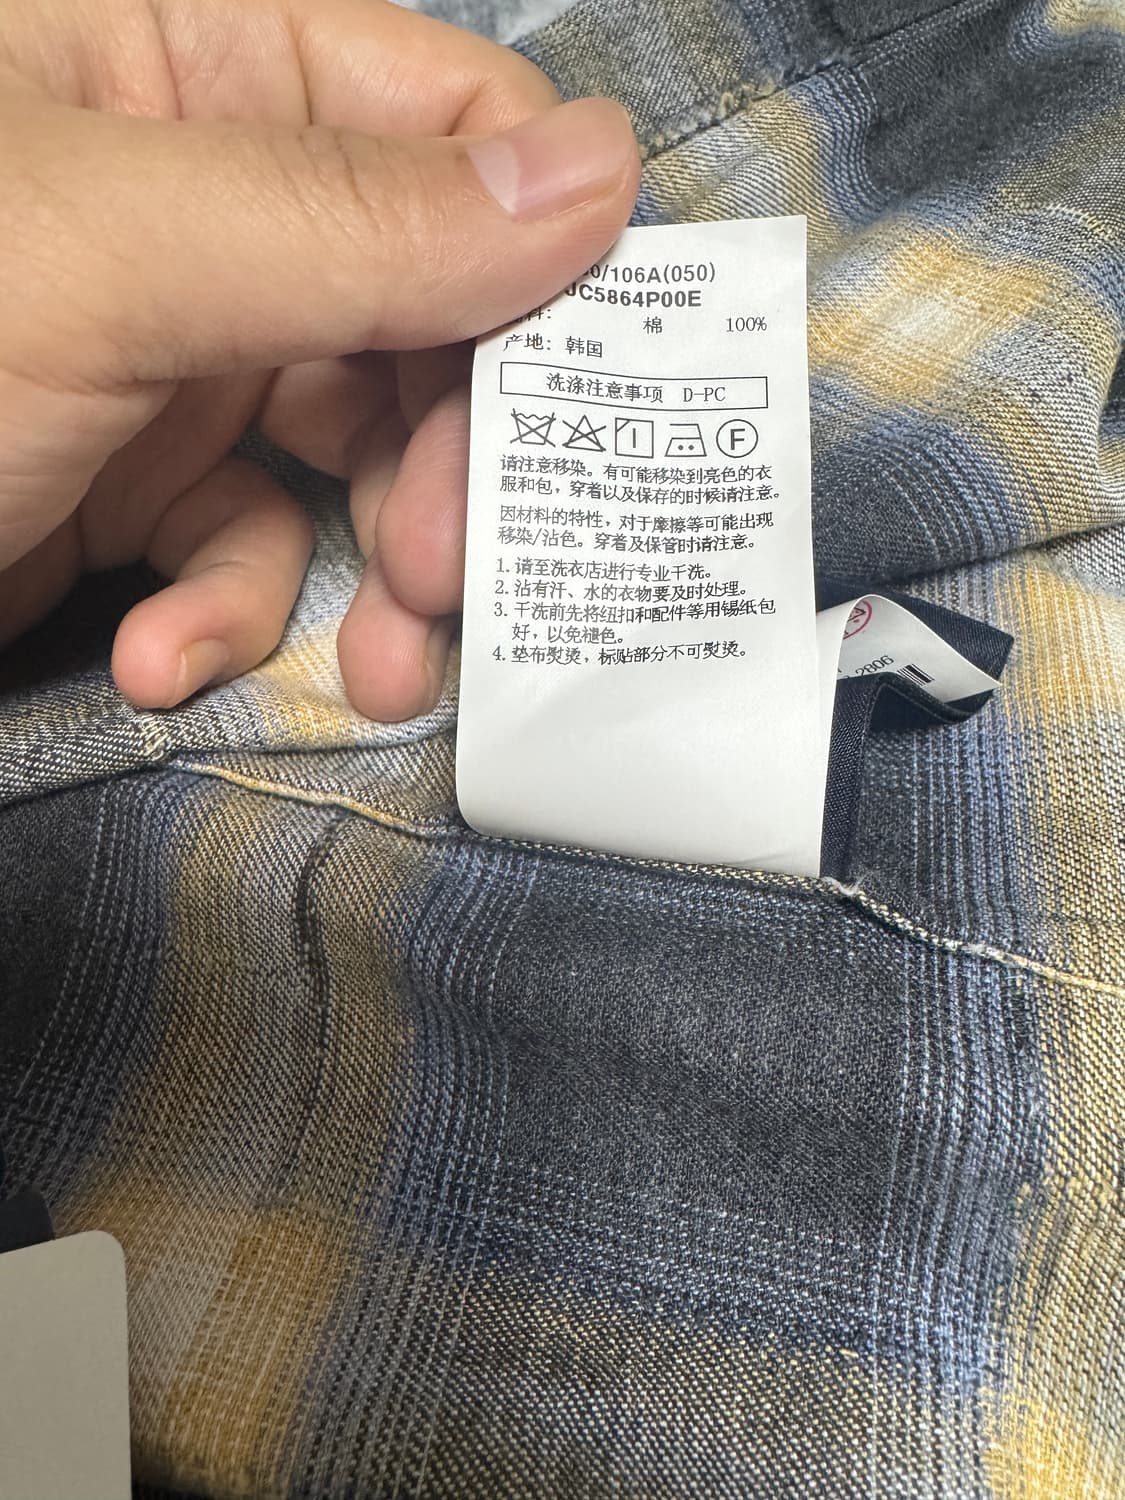 0/106A(050)
JC5864P00E
料:
棉 100%
产地: 韩国
洗涤注意事项 D-PC
F
请注意移染。有可能移染到亮色的衣
服和包,穿着以及保存的时候请注意。
因材料的特性,对于摩擦等可能出现
移染/沾色。穿着及保管时请注意。
1. 请至洗衣店进行专业干洗。
2. 沾有汗、水的衣物要及时处理。
3. 干洗前先将纽扣和配件等用锡纸包
好,以免褪色。
4. 垫布熨烫,标贴部分不可熨烫。
2806